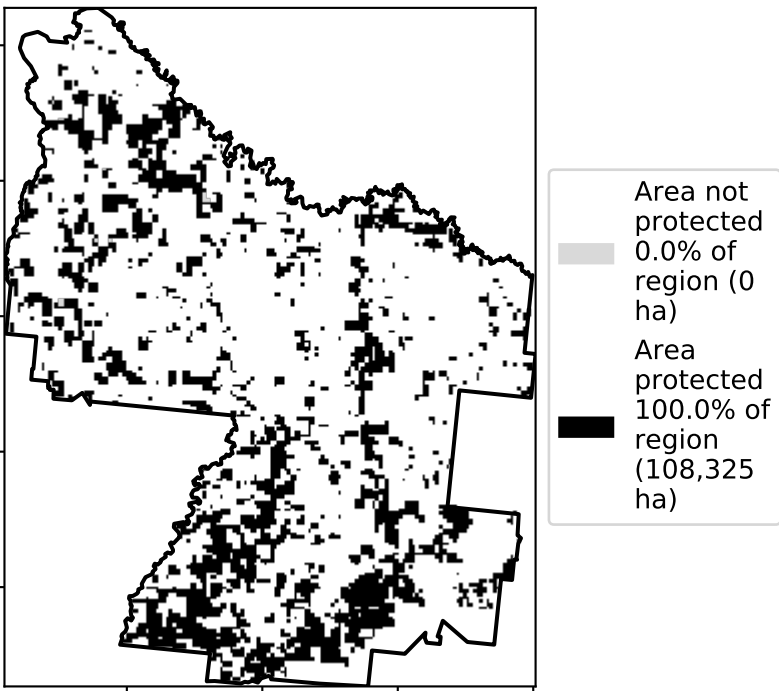 Area not
protected
0.0% of
region (0
ha)
Area
protected
100.0% of
region
(108,325
ha)